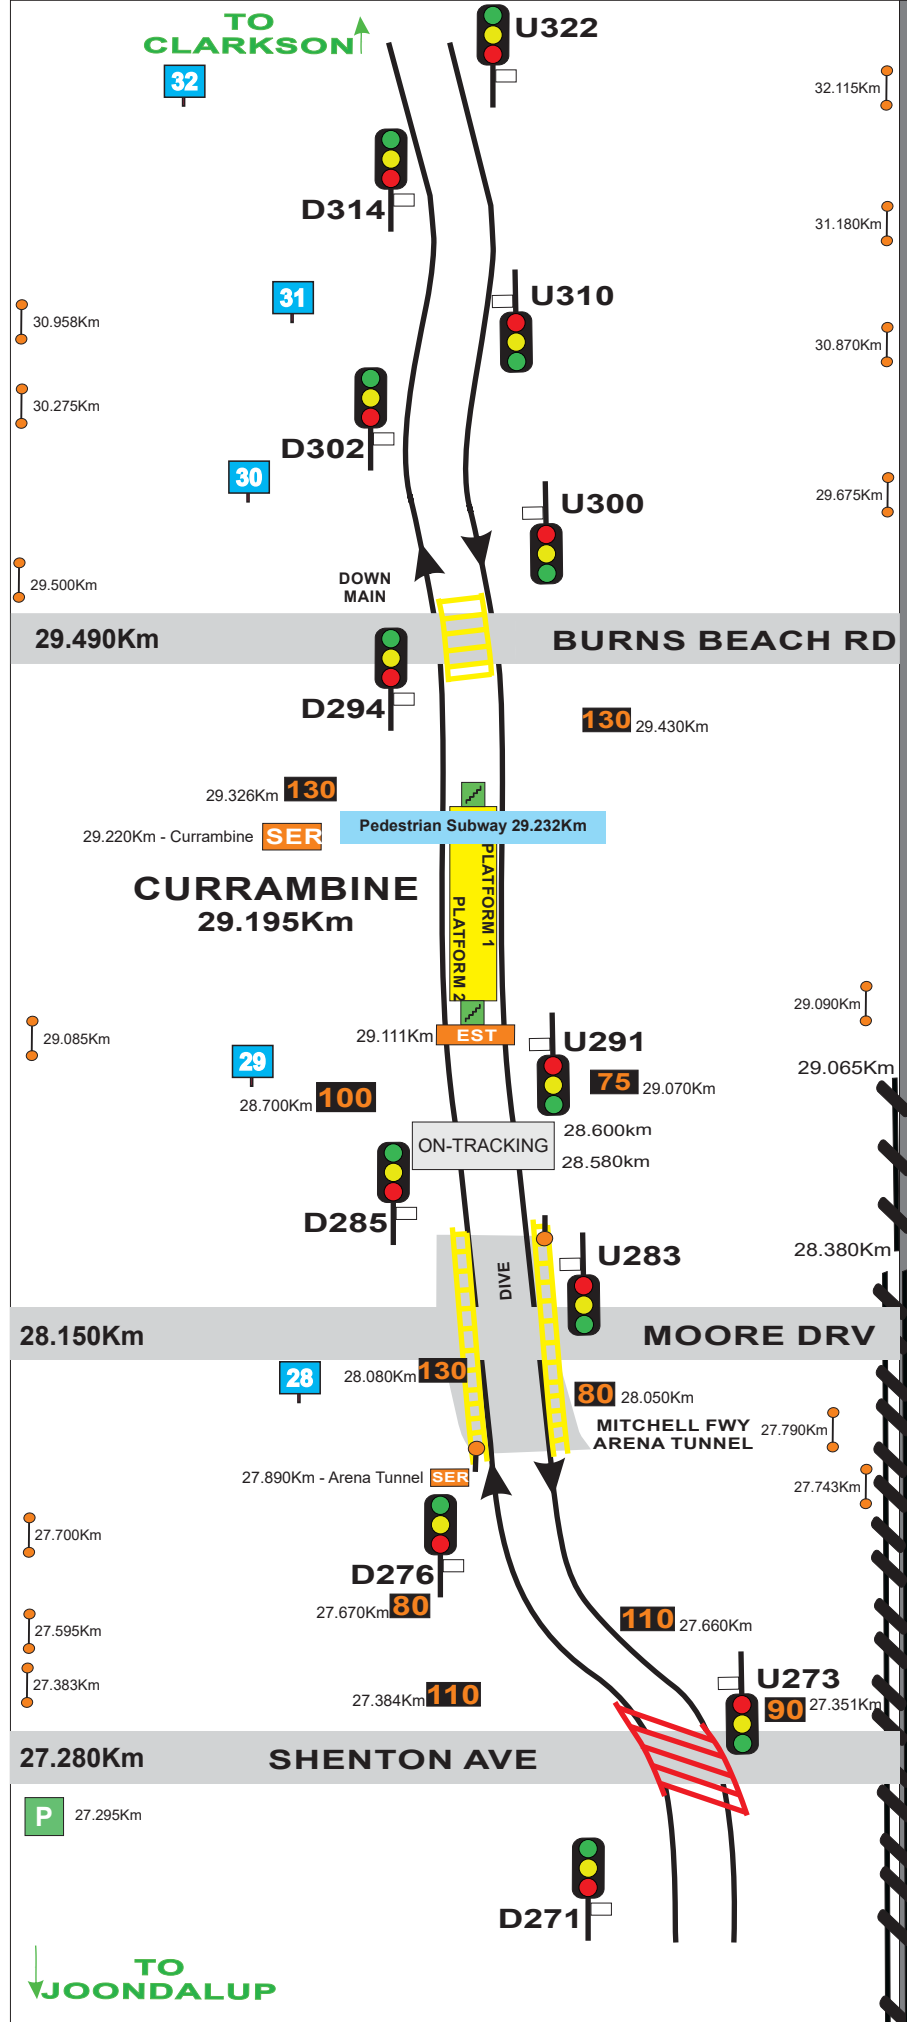 TO
CLARKSON
U322
32
32.115Km
D314
31.180Km
31
U310
30.958Km
30.870Km
30.275Km
D302
30
29.675Km
U300
29.500Km
DOWN
MAIN
29.490Km
BURNS BEACH RD
D294
130 29.430Km
29.326Km 130
Pedestrian Subway 29.232Km
29.220Km - Currambine SER
CURRAMBINE
29.195Km
PLATFORM 1
PLATFORM 2
29.090Km
29.085Km
29.111Km EST
U291
29
29.065Km
75 29.070Km
28.700Km 100
28.600km
ON-TRACKING
28.580km
D285
28.380Km
U283
DIVE
28.150Km
MOORE DRV
28
28.080Km 130
80 28.050Km
MITCHELL FWY
ARENA TUNNEL
27.790Km
27.890Km - Arena Tunnel SER
27.743Km
27.700Km
D276
27.670Km 80
110 27.660Km
27.595Km
27.383Km
U273
27.384Km 110
90 27.351Km
27.280Km
SHENTON AVE
P 27.295Km
D271
TO
JOONDALUP